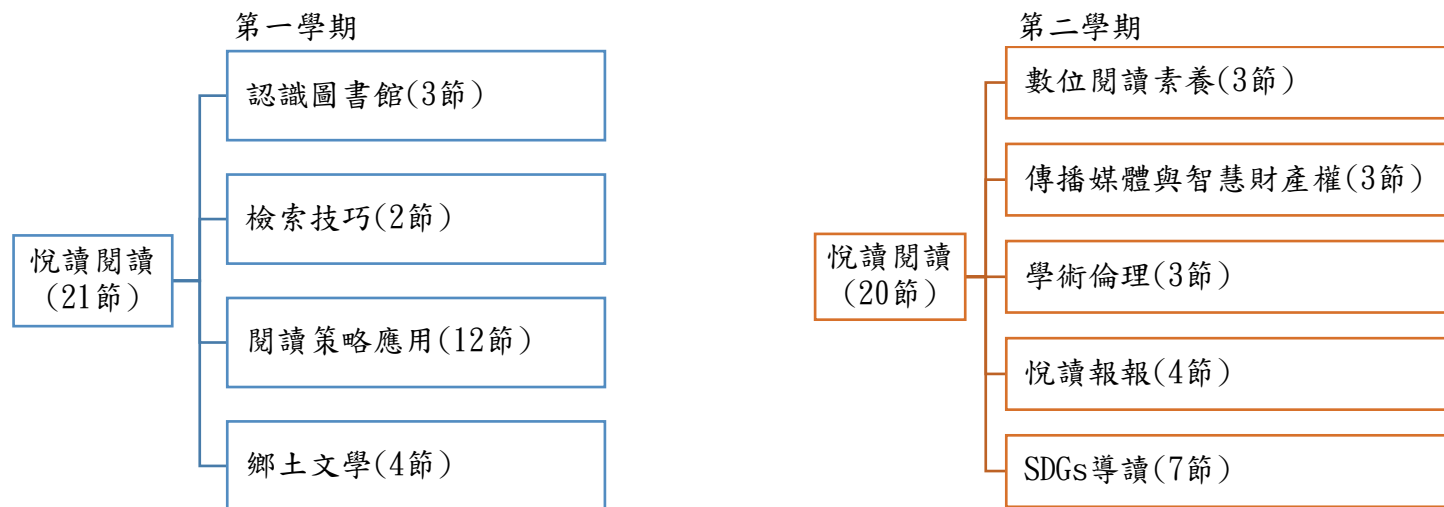 第一學期
悅讀閱讀
(21節)
認識圖書館(3節)
檢索技巧(2節)
閱讀策略應用(12節)
鄉土文學(4節)
第二學期
悅讀閱讀
(20節)
數位閱讀素養(3節)
傳播媒體與智慧財產權(3節)
學術倫理(3節)
悅讀報報(4節)
SDGs導讀(7節)